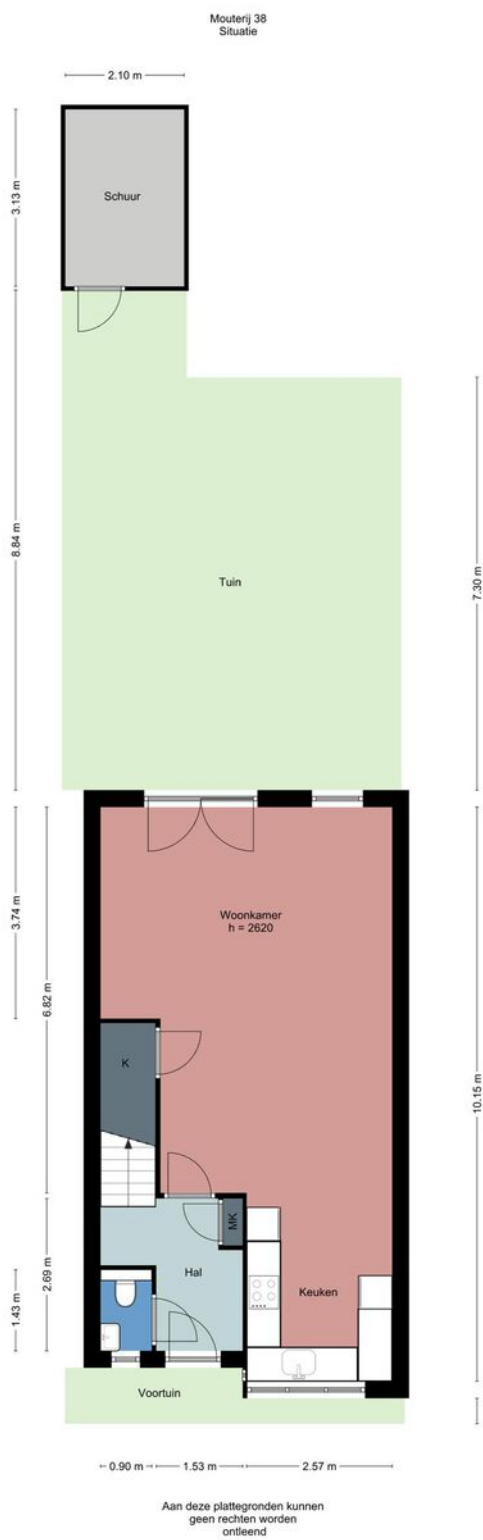 Mouterij 38
Situatie
2.10 m
3.13 m
Schuur
8.84 m
7.30 m
Tuin
3.74 m
6.82 m
Woonkamer
h = 2620
10.15 m
K
MK
2.69 m
Hal
1.43 m
Keuken
Voortuin
0.90 m
1.53 m
2.57 m
Aan deze plattegronden kunnen
geen rechten worden
ontleend